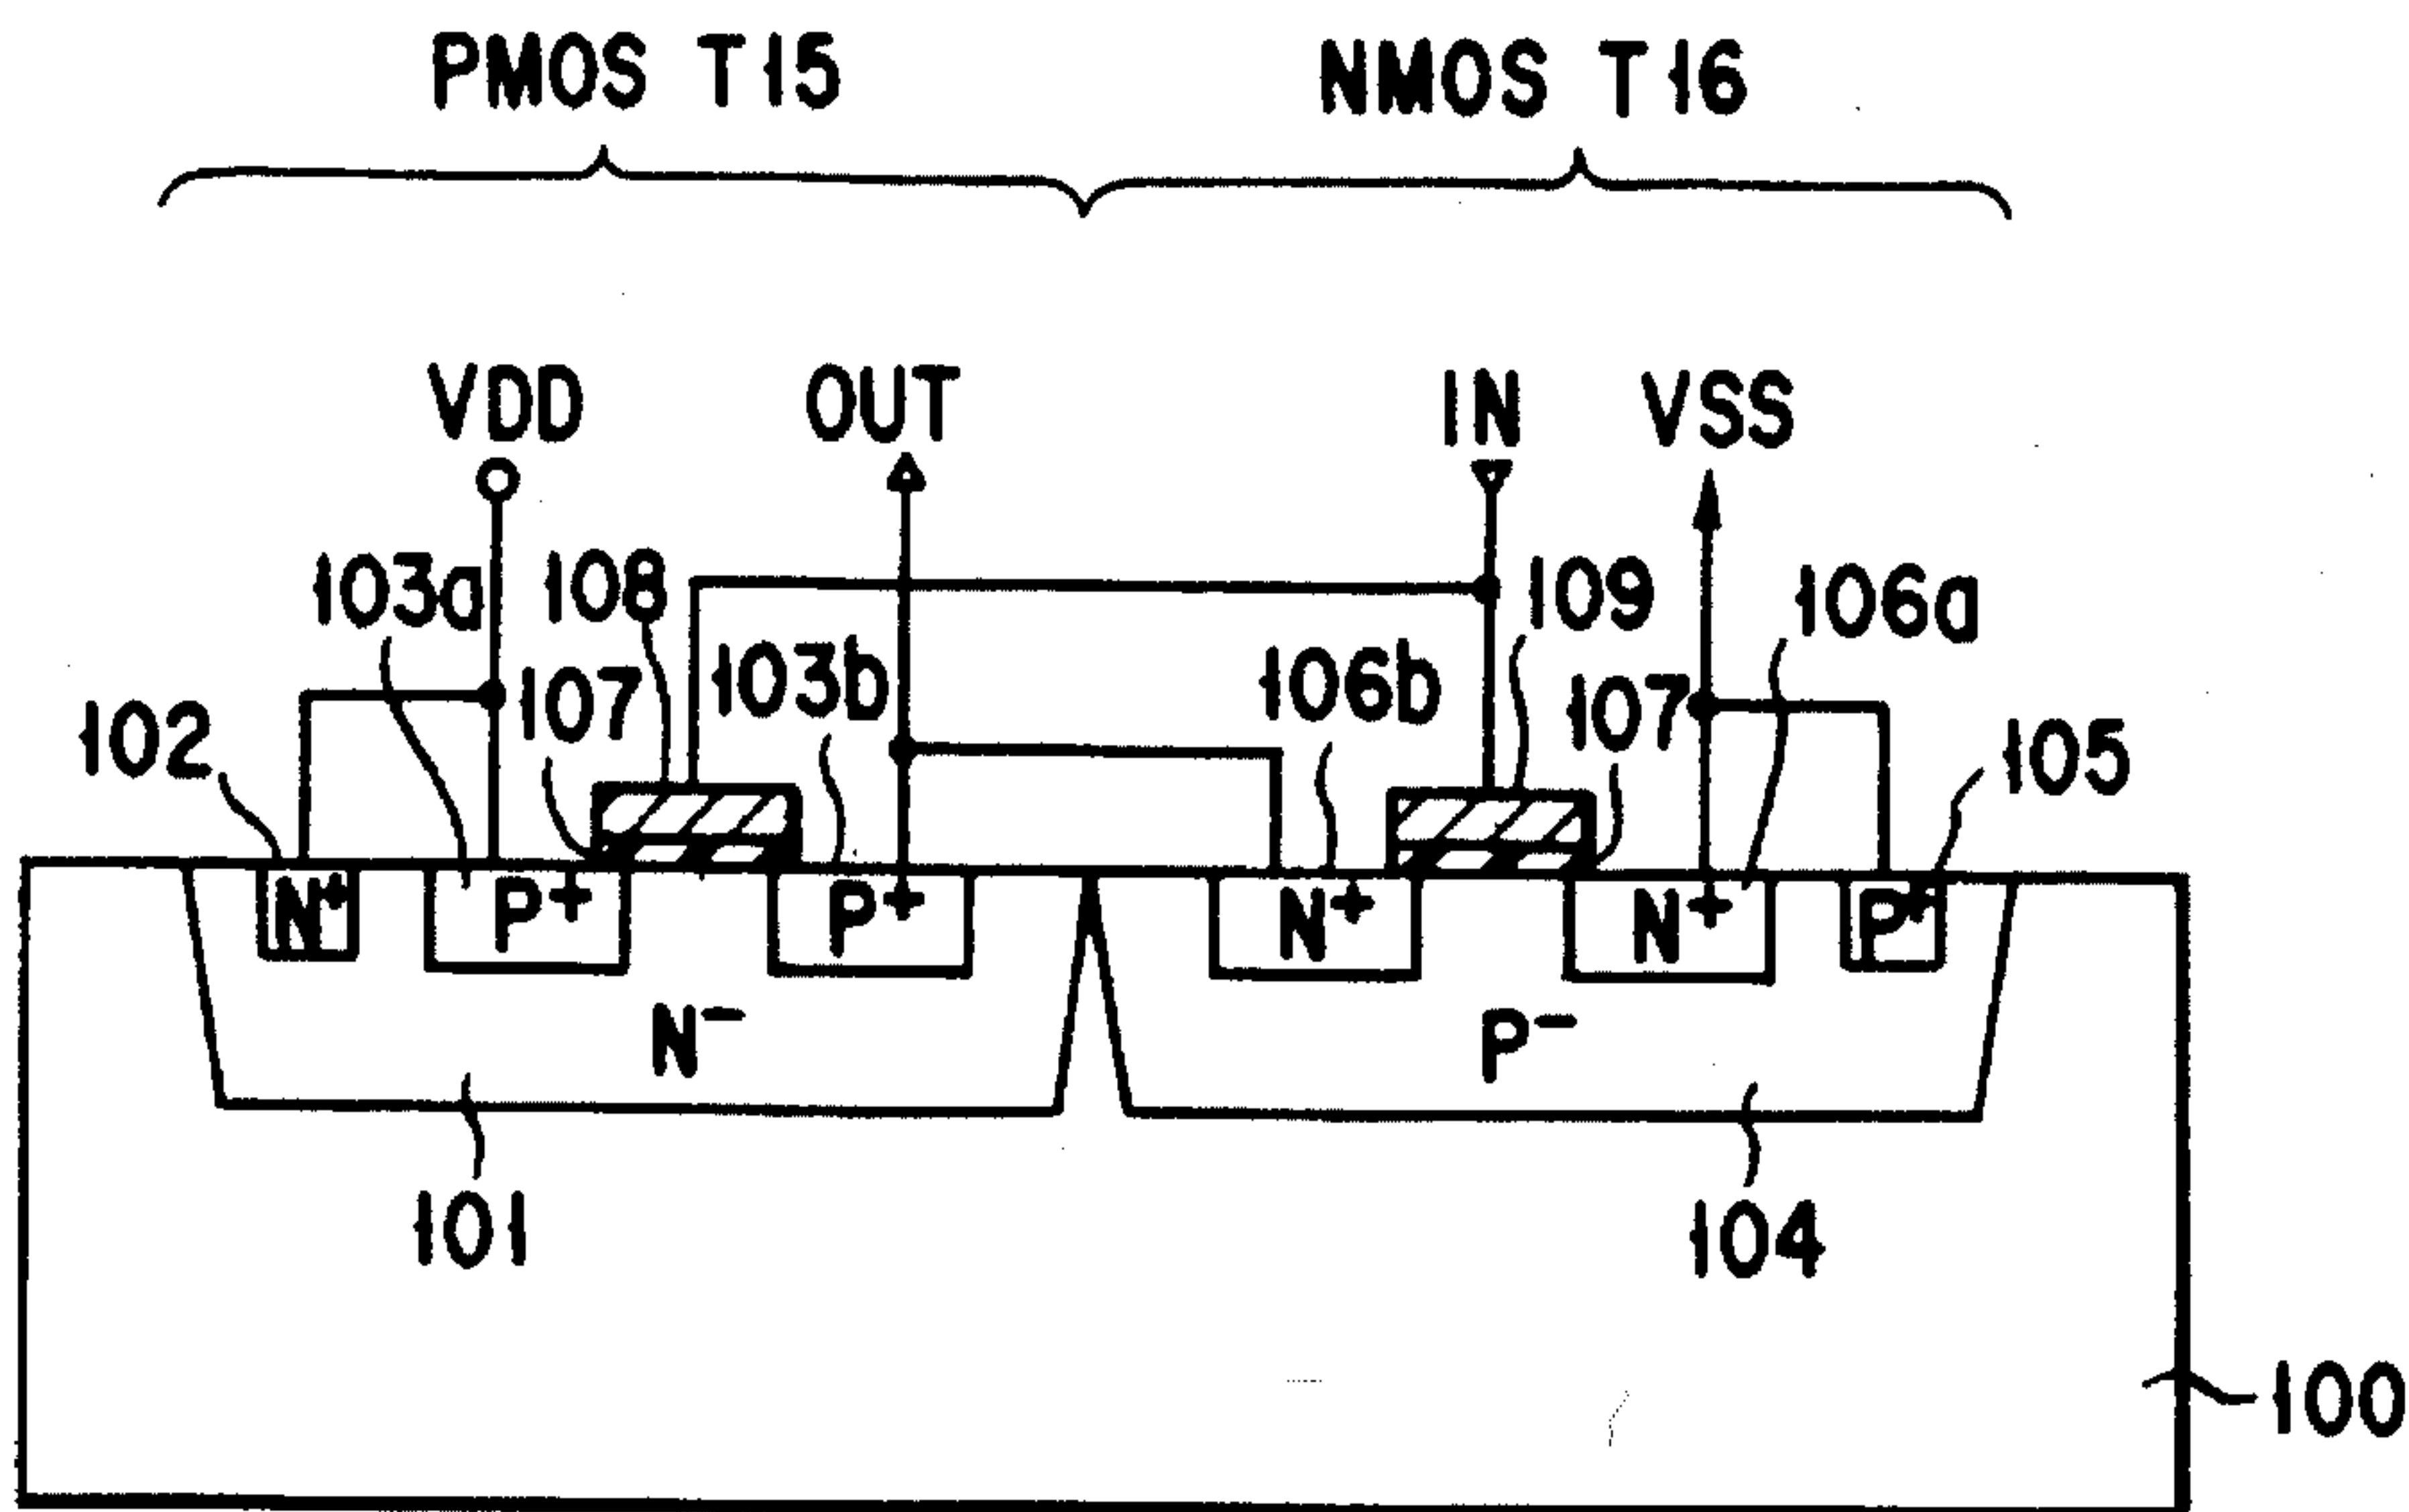 PMOS T15 NMOS T16
VDD OUT IN VSS
103a 108 109 106a
102 107 103b 106b 107 105
N+ P+ P+ N+ N+ P+
N- P-
101 104
100